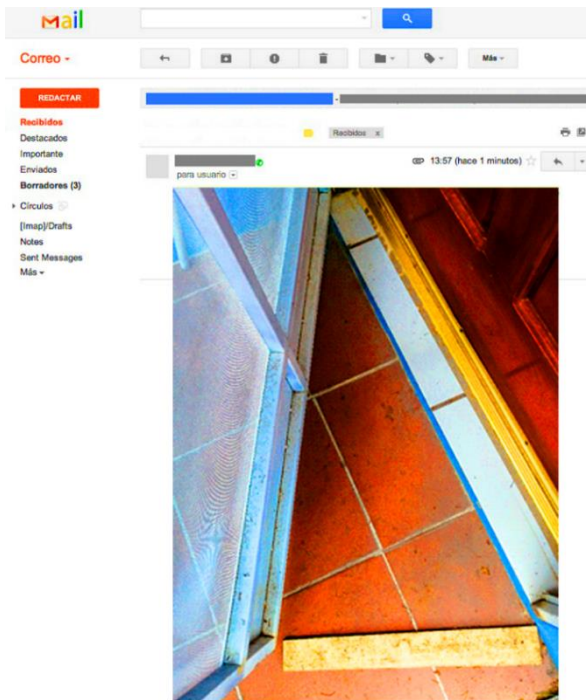 Mail
Correo
Más
REDACTAR
Recibidos
Destacados
Importante
Enviados
Borradores (3)
Círculos
[Imap]/Drafts
Notes
Sent Messages
Más
-
Recibidos x
13:57 (hace 1 minutos)
para usuario